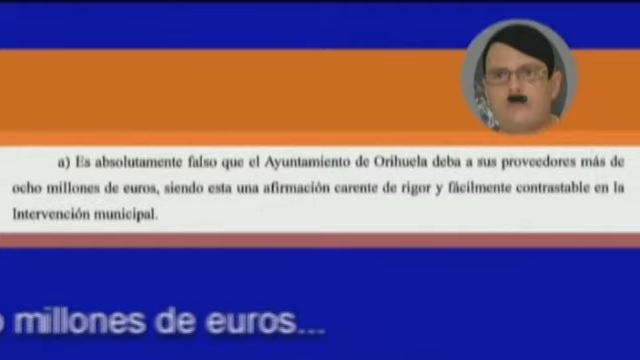 a) Es absolutamente falso que el Ayuntamiento de Orihuela deba a sus proveedores más de
ocho millones de euros, siendo esta una afirmación carente de rigor y fácilmente contrastable en la
Intervención municipal.
o millones de euros...